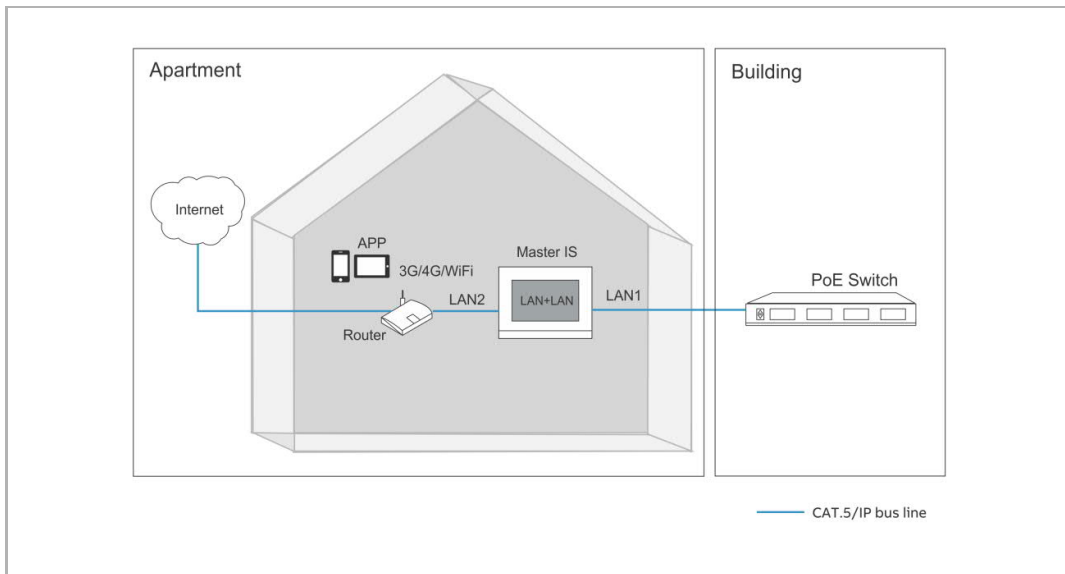 Apartment
Building
Internet
APP
3G/4G/WiFi
Router
LAN2
Master IS
LAN+LAN
LAN1
PoE Switch
CAT.5/IP bus line